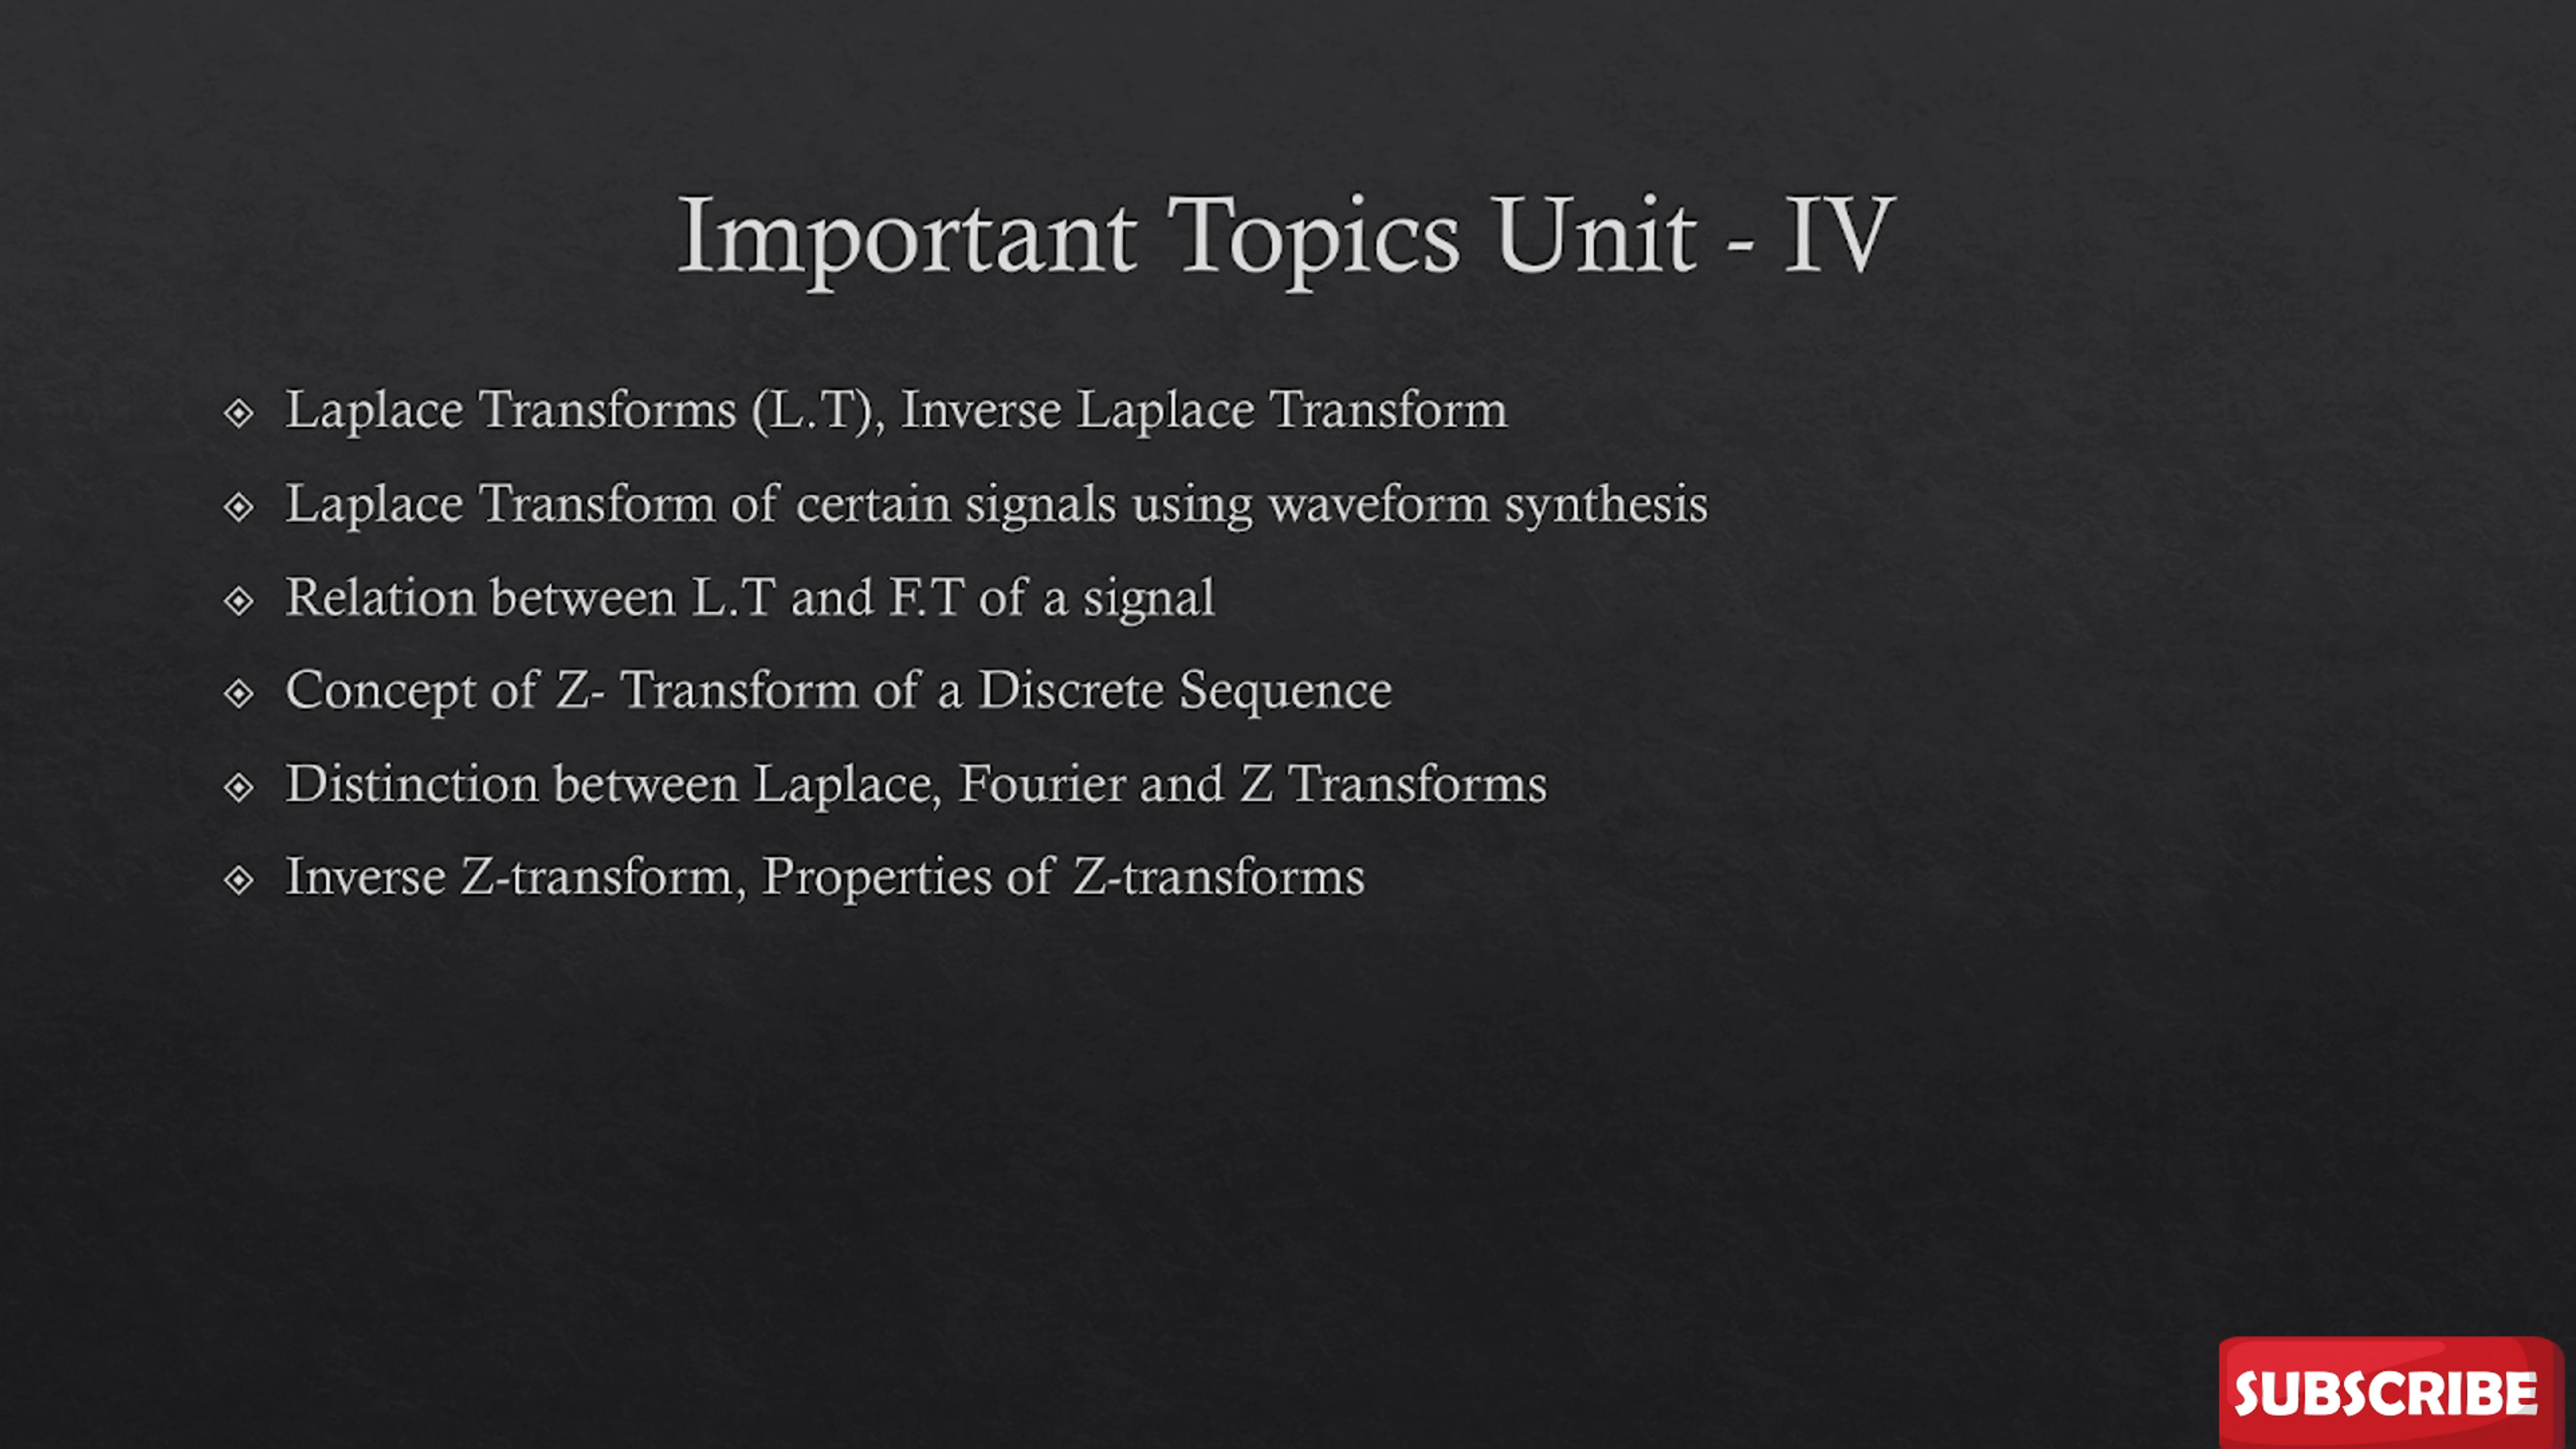 Important Topics Unit - IV
Laplace Transforms (L.T), Inverse Laplace Transform
Laplace Transform of certain signals using waveform synthesis
Relation between L.T and F.T of a signal
Concept of Z- Transform of a Discrete Sequence
Distinction between Laplace, Fourier and Z Transforms
Inverse Z-transform, Properties of Z-transforms
SUBSCRIBE